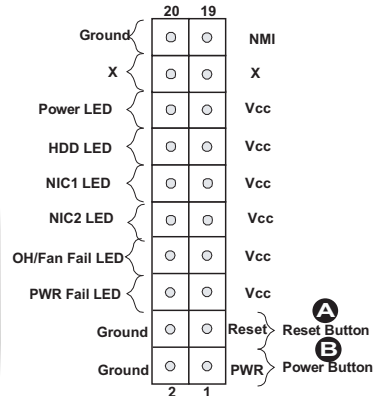 20 19
Ground NMI
X X
Power LED Vcc
HDD LED Vcc
NIC1 LED Vcc
NIC2 LED Vcc
OH/Fan Fail LED Vcc
PWR Fail LED Vcc
A
Ground Reset Reset Button
B
Ground PWR Power Button
2 1